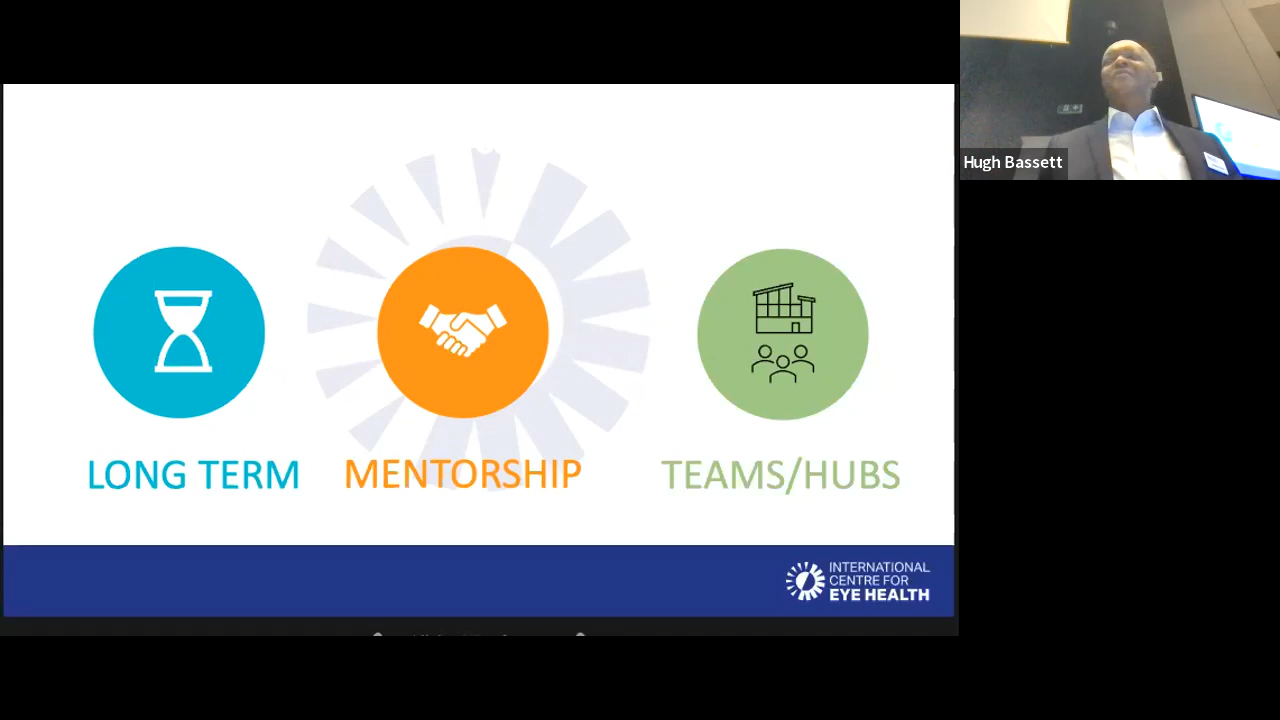 Hugh Bassett
LONG TERM
MENTORSHIP
TEAMS/HUBS
INTERNATIONAL
CENTRE FOR
EYE HEALTH